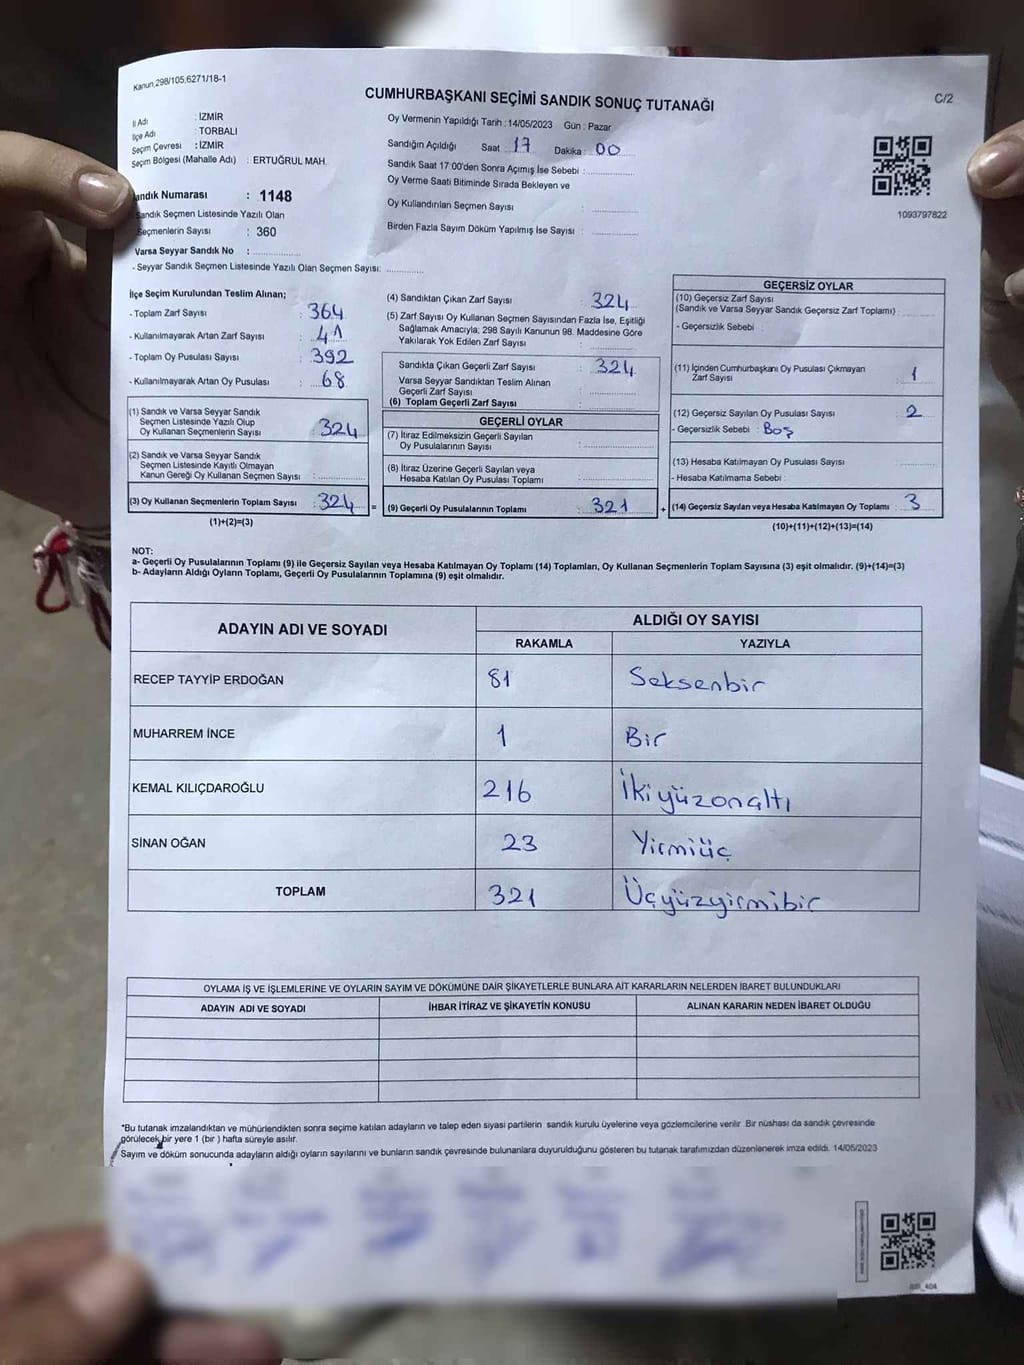 Kanun 298/105,6271/18-1
C/2
CUMHURBAŞKANI SEÇİMİ SANDIK SONUÇ TUTANAĞI
İl Adı : İZMİR
İlçe Adı : TORBALI
Seçim Çevresi : İZMİR
Seçim Bölgesi (Mahalle Adı) : ERTUĞRUL MAH.
Oy Vermenin Yapıldığı Tarih : 14/05/2023 Gün : Pazar
Sandığın Açıldığı Saat 17 Dakika : 00
Sandık Saat 17:00'den Sonra Açımış İse Sebebi :
Oy Verme Saati Bitiminde Sırada Bekleyen ve
Oy Kullandırılan Seçmen Sayısı :
Birden Fazla Sayım Döküm Yapılmış İse Sayısı :
1093797822
andık Numarası : 1148
Sandık Seçmen Listesinde Yazılı Olan
Seçmenlerin Sayısı : 360
Varsa Seyyar Sandık No :
- Seyyar Sandık Seçmen Listesinde Yazılı Olan Seçmen Sayısı:
İlçe Seçim Kurulundan Teslim Alınan;
- Toplam Zarf Sayısı : 364
- Kullanılmayarak Artan Zarf Sayısı : 41
- Toplam Oy Pusulası Sayısı : 392
- Kullanılmayarak Artan Oy Pusulası : 68
(1) Sandık ve Varsa Seyyar Sandık
Seçmen Listesinde Yazılı Olup
Oy Kullanan Seçmenlerin Sayısı : 324
(2) Sandık ve Varsa Seyyar Sandık
Seçmen Listesinde Kayıtlı Olmayan
Kanun Gereği Oy Kullanan Seçmen Sayısı :
(3) Oy Kullanan Seçmenlerin Toplam Sayısı : 324
(1)+(2)=(3)
(4) Sandıktan Çıkan Zarf Sayısı : 324
(5) Zarf Sayısı Oy Kullanan Seçmen Sayısından Fazla İse, Eşitliği
Sağlamak Amacıyla; 298 Sayılı Kanunun 98. Maddesine Göre
Yakılarak Yok Edilen Zarf Sayısı :
Sandıkta Çıkan Geçerli Zarf Sayısı : 324
Varsa Seyyar Sandıktan Teslim Alınan
Geçerli Zarf Sayısı :
(6) Toplam Geçerli Zarf Sayısı :
GEÇERLİ OYLAR
(7) İtiraz Edilmeksizin Geçerli Sayılan
Oy Pusulalarının Sayısı :
(8) İtiraz Üzerine Geçerli Sayılan veya
Hesaba Katılan Oy Pusulası Toplamı :
= (9) Geçerli Oy Pusulalarının Toplamı : 321 +
GEÇERSİZ OYLAR
(10) Geçersiz Zarf Sayısı
(Sandık ve Varsa Seyyar Sandık Geçersiz Zarf Toplamı) :
- Geçersizlik Sebebi :
(11) İçinden Cumhurbaşkanı Oy Pusulası Çıkmayan
Zarf Sayısı : 1
(12) Geçersiz Sayılan Oy Pusulası Sayısı : 2
- Geçersizlik Sebebi : Boş
(13) Hesaba Katılmayan Oy Pusulası Sayısı :
- Hesaba Katılmama Sebebi :
(14) Geçersiz Sayılan veya Hesaba Katılmayan Oy Toplamı : 3
(10)+(11)+(12)+(13)=(14)
NOT:
a- Geçerli Oy Pusulalarının Toplamı (9) ile Geçersiz Sayılan veya Hesaba Katılmayan Oy Toplamı (14) Toplamları, Oy Kullanan Seçmenlerin Toplam Sayısına (3) eşit olmalıdır. (9)+(14)=(3)
b- Adayların Aldığı Oyların Toplamı, Geçerli Oy Pusulalarının Toplamına (9) eşit olmalıdır.
ADAYIN ADI VE SOYADI ALDIĞI OY SAYISI
RAKAMLA YAZIYLA
RECEP TAYYİP ERDOĞAN 81 Seksenbir
MUHARREM İNCE 1 Bir
KEMAL KILIÇDAROĞLU 216 İkiyüzonaltı
SİNAN OĞAN 23 Yirmiüç
TOPLAM 321 Üçyüzyirmibir
OYLAMA İŞ VE İŞLEMLERİNE VE OYLARIN SAYIM VE DÖKÜMÜNE DAİR ŞİKAYETLERLE BUNLARA AİT KARARLARIN NELERDEN İBARET BULUNDUKLARI
ADAYIN ADI VE SOYADI İHBAR İTİRAZ VE ŞİKAYETİN KONUSU ALINAN KARARIN NEDEN İBARET OLDUĞU
*Bu tutanak imzalandıktan ve mühürlendikten sonra seçime katılan adayların ve talep eden siyasi partilerin sandık kurulu üyelerine veya gözlemcilerine verilir. Bir nüshası da sandık çevresinde
görülecek bir yere 1 (bir ) hafta süreyle asılır.
Sayım ve döküm sonucunda adayların aldığı oyların sayılarını ve bunların sandık çevresinde bulunanlara duyurulduğunu gösteren bu tutanak tarafımızdan düzenlenerek imza edildi. 14/05/2023